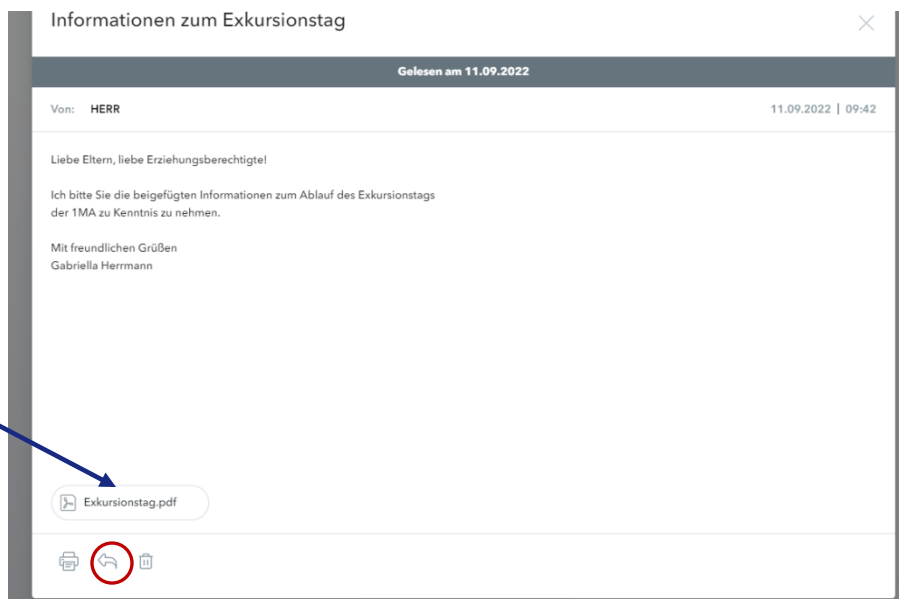 Informationen zum Exkursionstag
Gelesen am 11.09.2022
Von: HERR 11.09.2022 | 09:42
Liebe Eltern, liebe Erziehungsberechtigte!
Ich bitte Sie die beigefügten Informationen zum Ablauf des Exkursionstags
der 1MA zu Kenntnis zu nehmen.
Mit freundlichen Grüßen
Gabriella Herrmann
Exkursionstag.pdf